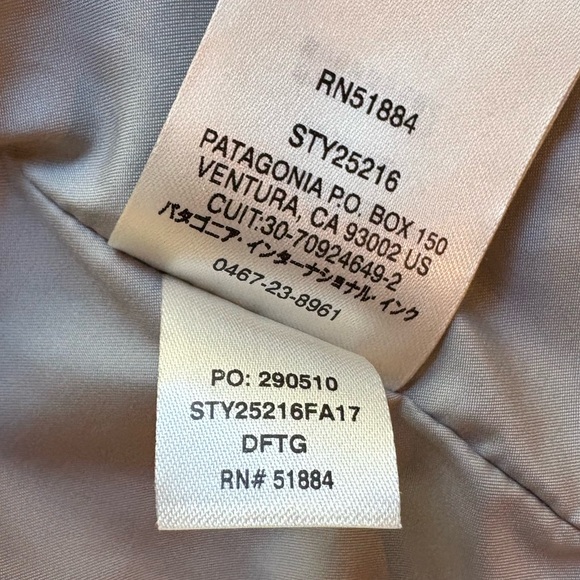 RN51884
STY25216
PATAGONIA P.O. BOX 150
VENTURA, CA 93002 US
CUIT:30-70924649-2
パタゴニア・インターナショナル・インク
0467-23-8961
PO: 290510
STY25216FA17
DFTG
RN# 51884